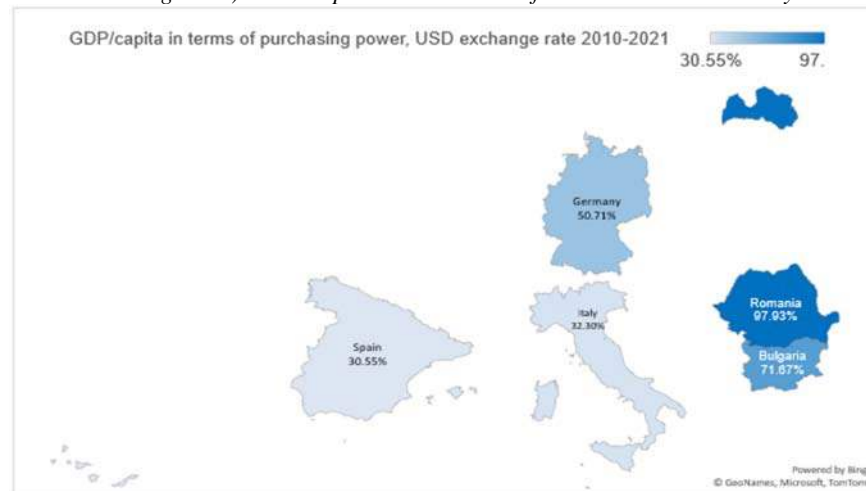 GDP/capita in terms of purchasing power, USD exchange rate 2010-2021
30.55% 97.
Germany
50.71%
Romania
97.93%
Italy
32.30%
Spain
30.55%
Bulgaria
71.67%
Powered by Bing
© GeoNames, Microsoft, TomTom